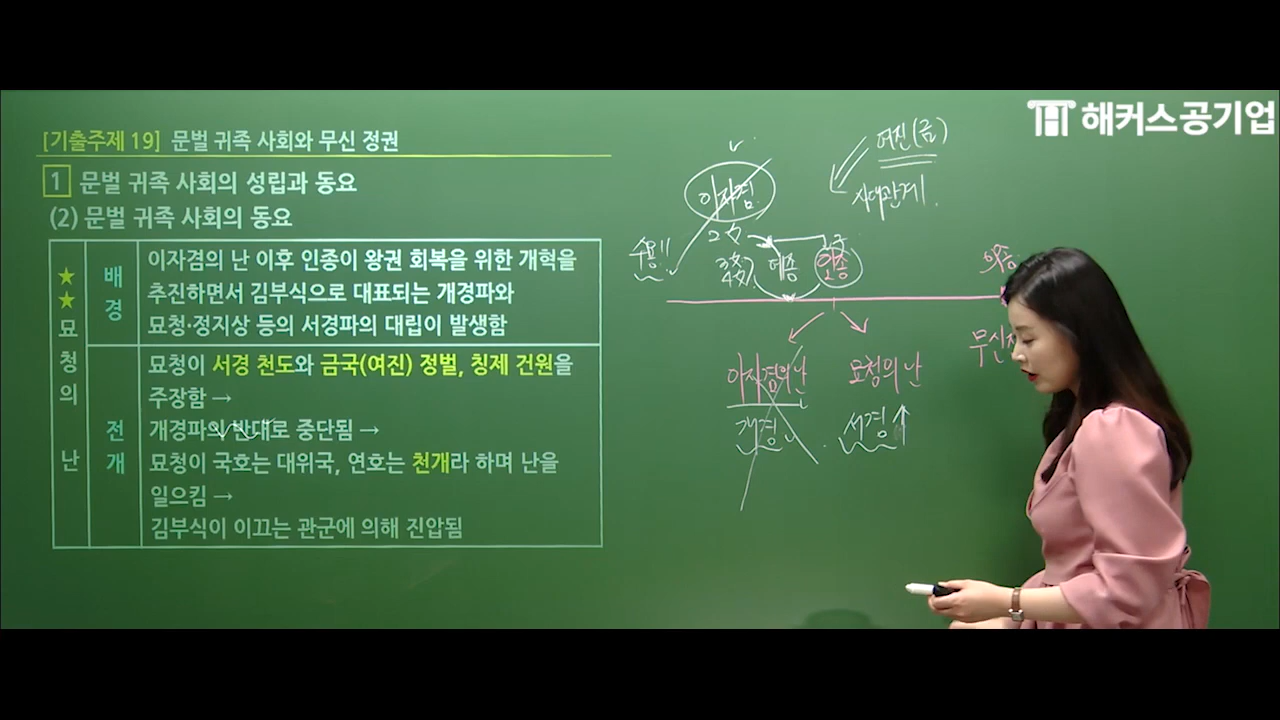 해커스공기업
[기출주제 19] 문벌 귀족 사회와 무신 정권
1 문벌 귀족 사회의 성립과 동요
(2) 문벌 귀족 사회의 동요
★★묘청의 난
배경
이자겸의 난 이후 인종이 왕권 회복을 위한 개혁을
추진하면서 김부식으로 대표되는 개경파와
묘청·정지상 등의 서경파의 대립이 발생함
전개
묘청이 서경 천도와 금국(여진) 정벌, 칭제 건원을
주장함 →
개경파의 반대로 중단됨 →
묘청이 국호는 대위국, 연호는 천개라 하며 난을
일으킴 →
김부식이 이끄는 관군에 의해 진압됨
여진(금)
사대관계.
이자겸
수용!!
2女
3女
4女
예종
인종
의종
이자겸의 난
묘청의 난
개경
서경↑